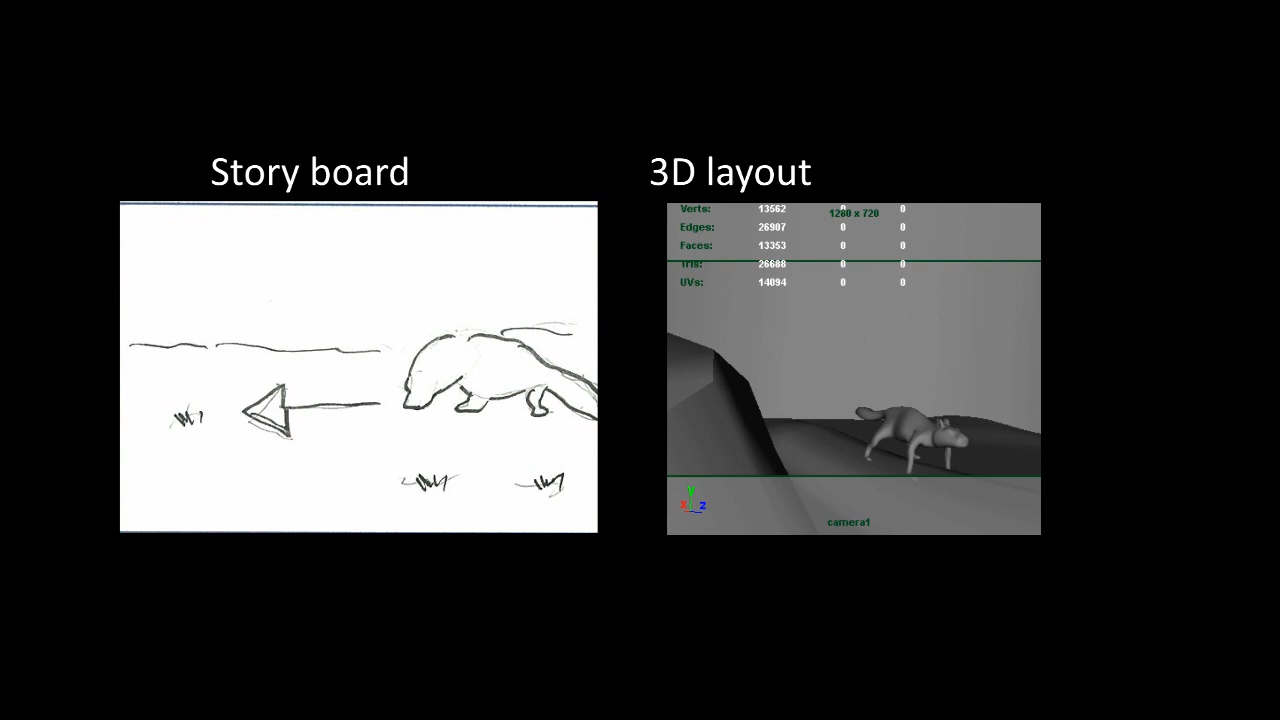 Story board
3D layout
Verts: 13562 0 0
1280 x 720
Edges: 26907 0 0
Faces: 13353 0 0
Tris: 26688 0 0
UVs: 14094 0 0
y
x z
camera1